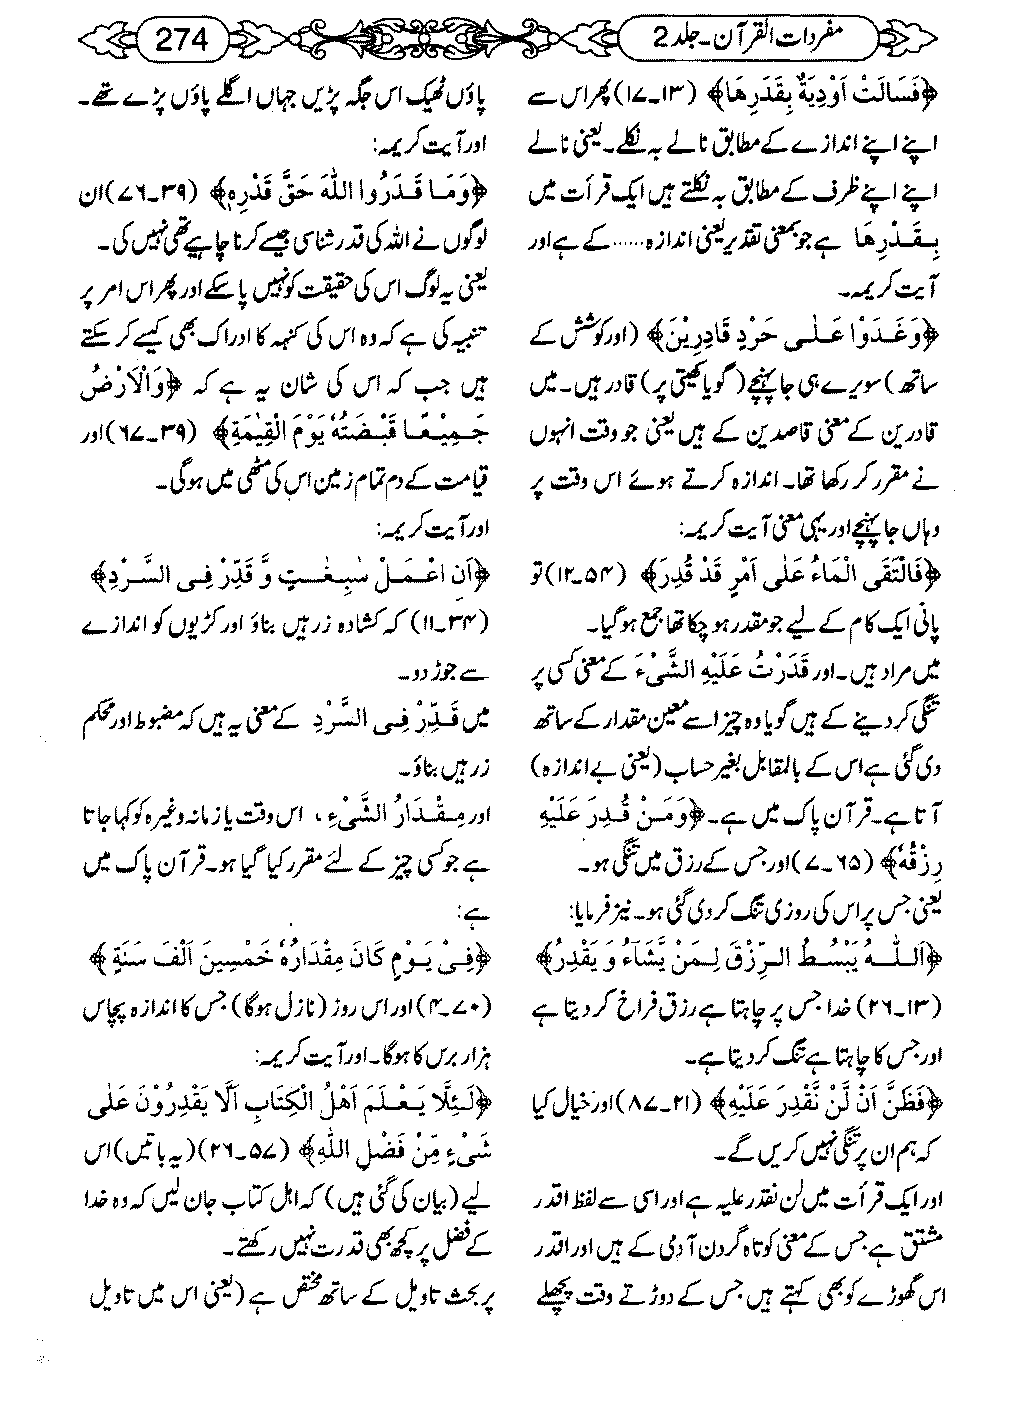 مفردات القرآن۔جلد 2
274
﴿فَسَالَتْ اَوْدِيَةٌ بِقَدَرِهَا﴾ (۱۳۔۱۷) پھر اس سے
اپنے اپنے اندازے کے مطابق نالے بہ نکلے۔ یعنی نالے
اپنے اپنے ظرف کے مطابق بہ نکلتے ہیں ایک قرأت میں
بِقَدْرِهَا ہے جو بمعنی تقدیر یعنی اندازہ...... کے ہے اور
آیت کریمہ۔
﴿وَغَدَوْا عَلٰى حَرْدٍ قَادِرِيْنَ﴾ (اور کوشش کے
ساتھ) سویرے ہی جا پہنچے (گویا کھیتی پر) قادر ہیں۔ میں
قادرین کے معنی قاصدین کے ہیں یعنی جو وقت انہوں
نے مقرر کر رکھا تھا۔ اندازہ کرتے ہوئے اس وقت پر
وہاں جا پہنچے اور یہی معنی آیت کریمہ:
﴿فَالْتَقَى الْمَاءُ عَلٰى اَمْرٍ قَدْ قُدِرَ﴾ (۵۴۔۱۲) تو
پانی ایک کام کے لیے جو مقدر ہو چکا تھا جمع ہو گیا۔
میں مراد ہیں۔ اور قَدَرْتُ عَلَيْهِ الشَّيْءَ کے معنی کسی پر
تنگی کر دینے کے ہیں گویا وہ چیز اسے معین مقدار کے ساتھ
دی گئی ہے اس کے بالمقابل بغیر حساب (یعنی بے اندازہ)
آتا ہے۔ قرآن پاک میں ہے۔ ﴿وَمَنْ قُدِرَ عَلَيْهِ
رِزْقُهٗ﴾ (۶۵۔۷) اور جس کے رزق میں تنگی ہو۔
یعنی جس پر اس کی روزی تنگ کر دی گئی ہو۔ نیز فرمایا:
﴿اَللّٰهُ يَبْسُطُ الرِّزْقَ لِمَنْ يَّشَاءُ وَ يَقْدِرُ﴾
(۱۳۔۲۶) خدا جس پر چاہتا ہے رزق فراخ کر دیتا ہے
اور جس کا چاہتا ہے تنگ کر دیتا ہے۔
﴿فَظَنَّ اَنْ لَّنْ نَّقْدِرَ عَلَيْهِ﴾ (۲۱۔۸۷) اور خیال کیا
کہ ہم ان پر تنگی نہیں کریں گے۔
اور ایک قرأت میں لن نقدر علیہ ہے اور اسی سے لفظ اقدر
مشتق ہے جس کے معنی کوتاہ گردن آدمی کے ہیں اور اقدر
اس گھوڑے کو بھی کہتے ہیں جس کے دوڑتے وقت پچھلے
پاؤں ٹھیک اس جگہ پڑیں جہاں اگلے پاؤں پڑے تھے۔
اور آیت کریمہ:
﴿وَمَا قَدَرُوا اللّٰهَ حَقَّ قَدْرِهٖ﴾ (۳۹۔۶۷) ان
لوگوں نے اللہ کی قدر شناسی جیسے کرنا چاہیے تھی نہیں کی۔
یعنی یہ لوگ اس کی حقیقت کو نہیں پا سکے اور پھر اس امر پر
تنبیہ کی ہے کہ وہ اس کی کنہہ کا ادراک بھی کیسے کر سکتے
ہیں جب کہ اس کی شان یہ ہے کہ ﴿وَالْاَرْضُ
جَمِيْعًا قَبْضَتُهٗ يَوْمَ الْقِيٰمَةِ﴾ (۳۹۔۶۷) اور
قیامت کے دم تمام زمین اس کی مٹھی میں ہوگی۔
اور آیت کریمہ:
﴿اَنِ اعْمَلْ سٰبِغٰتٍ وَّ قَدِّرْ فِى السَّرْدِ﴾
(۳۴۔۱۱) کہ کشادہ زرہیں بناؤ اور کڑیوں کو اندازے
سے جوڑ دو۔
میں قَدِّرْ فِى السَّرْدِ کے معنی یہ ہیں کہ مضبوط اور محکم
زرہیں بناؤ۔
اور مِقْدَارُ الشَّيْءِ، اس وقت یا زمانہ وغیرہ کو کہا جاتا
ہے جو کسی چیز کے لئے مقرر کیا گیا ہو۔ قرآن پاک میں
ہے:
﴿فِىْ يَوْمٍ كَانَ مِقْدَارُهٗ خَمْسِينَ اَلْفَ سَنَةٍ﴾
(۷۰۔۴) اور اس روز (نازل ہوگا) جس کا اندازہ پچاس
ہزار برس کا ہوگا۔ اور آیت کریمہ:
﴿لِئَلَّا يَعْلَمَ اَهْلُ الْكِتَابِ اَلَّا يَقْدِرُوْنَ عَلٰى
شَىْءٍ مِّنْ فَضْلِ اللّٰهِ﴾ (۵۷۔۲۶) (یہ باتیں) اس
لیے (بیان کی گئی ہیں) کہ اہل کتاب جان لیں کہ وہ خدا
کے فضل پر کچھ بھی قدرت نہیں رکھتے۔
پر بحث تاویل کے ساتھ مختص ہے (یعنی اس میں تاویل